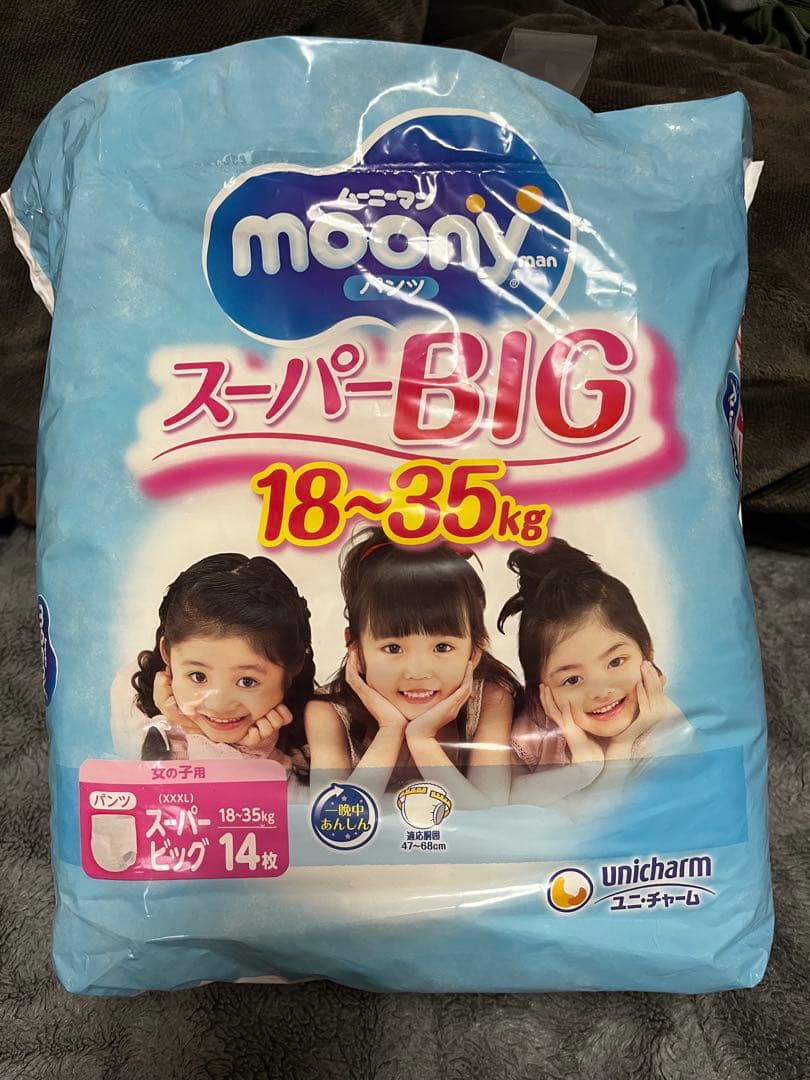 ムーニーマン
moony
man
®
パンツ
スーパーBIG
18~35kg
女の子用
パンツ
(XXXL)
スーパー
ビッグ
18~35kg
14枚
一晩中
あんしん
適応胴囲
47~68cm
unicharm
ユニ・チャーム